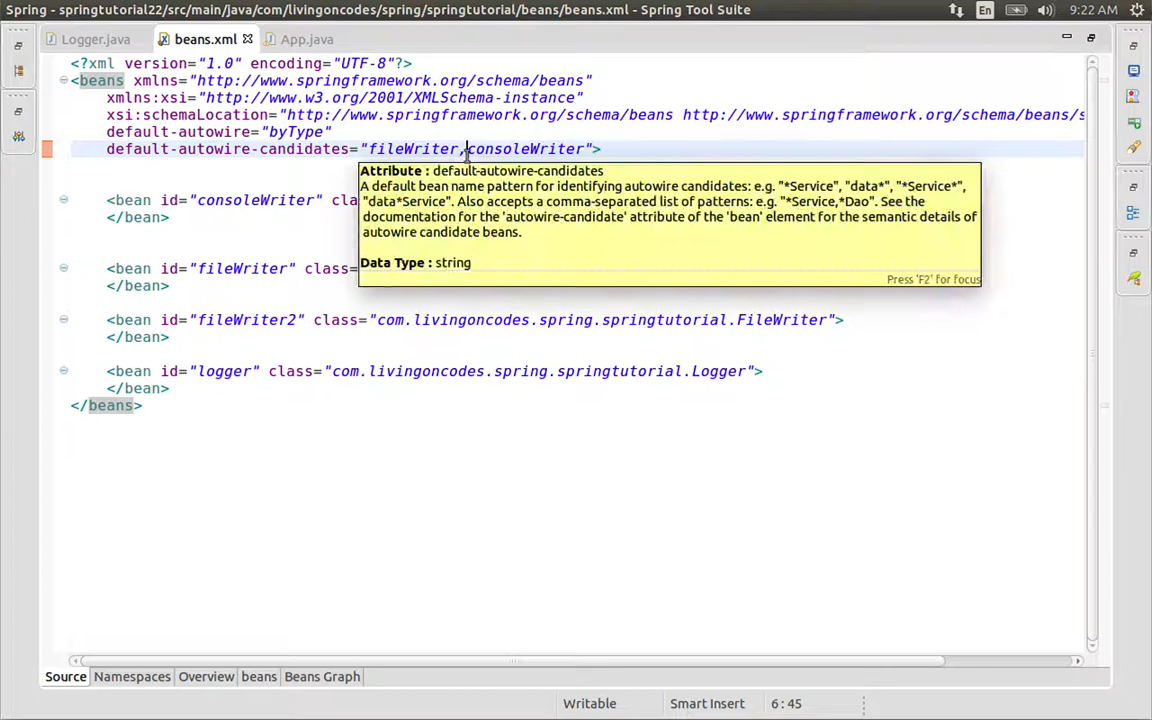 Spring - springtutorial22/src/main/java/com/livingoncodes/spring/springtutorial/beans/beans.xml - Spring Tool Suite
En
9:22 AM
Logger.java
beans.xml
App.java
<?xml version="1.0" encoding="UTF-8"?>
<beans xmlns="http://www.springframework.org/schema/beans"
xmlns:xsi="http://www.w3.org/2001/XMLSchema-instance"
xsi:schemaLocation="http://www.springframework.org/schema/beans http://www.springframework.org/schema/beans/s
default-autowire="byType"
default-autowire-candidates="fileWriter,consoleWriter">
Attribute : default-autowire-candidates
A default bean name pattern for identifying autowire candidates: e.g. "*Service", "data*", "*Service*",
"data*Service". Also accepts a comma-separated list of patterns: e.g. "*Service,*Dao". See the
documentation for the 'autowire-candidate' attribute of the 'bean' element for the semantic details of
autowire candidate beans.
Data Type : string
Press 'F2' for focus
<bean id="consoleWriter" cla
</bean>
<bean id="fileWriter" class=
</bean>
<bean id="fileWriter2" class="com.livingoncodes.spring.springtutorial.FileWriter">
</bean>
<bean id="logger" class="com.livingoncodes.spring.springtutorial.Logger">
</bean>
</beans>
Source
Namespaces
Overview
beans
Beans Graph
Writable
Smart Insert
6 : 45